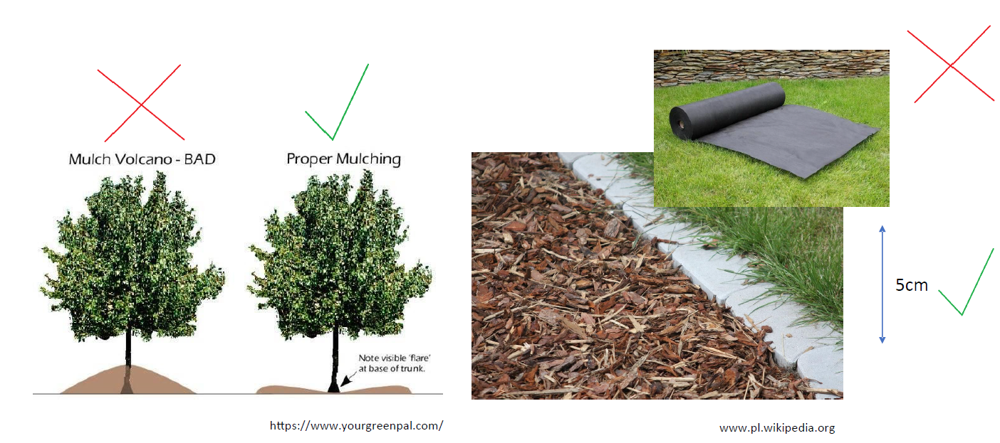 Mulch Volcano - BAD
Proper Mulching
Note visible 'flare'
at base of trunk.
5cm
https://www.yourgreenpal.com/
www.pl.wikipedia.org